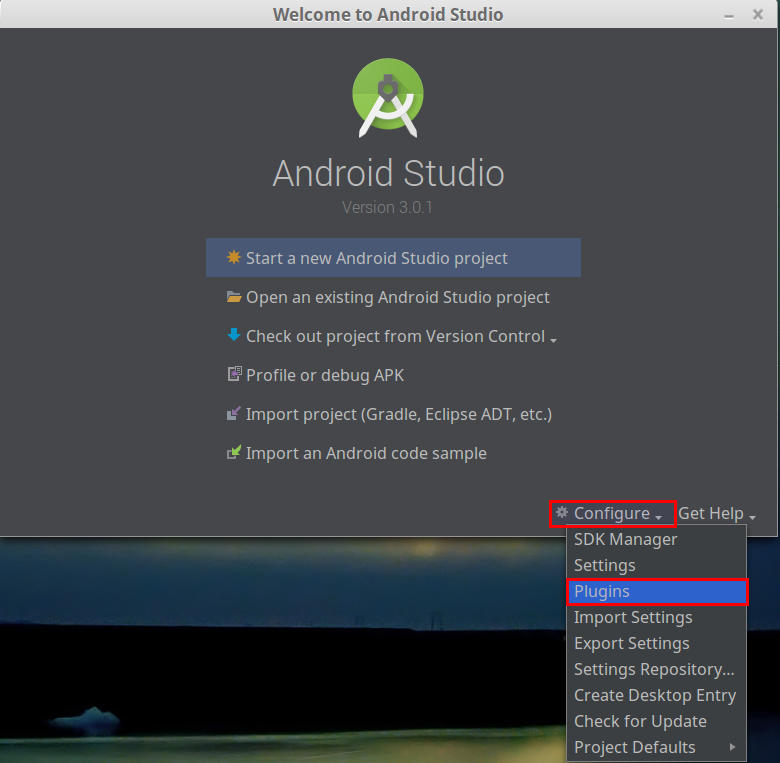 Welcome to Android Studio
Android Studio
Version 3.0.1
Start a new Android Studio project
Open an existing Android Studio project
Check out project from Version Control
Profile or debug APK
Import project (Gradle, Eclipse ADT, etc.)
Import an Android code sample
Configure Get Help
SDK Manager
Settings
Plugins
Import Settings
Export Settings
Settings Repository...
Create Desktop Entry
Check for Update
Project Defaults